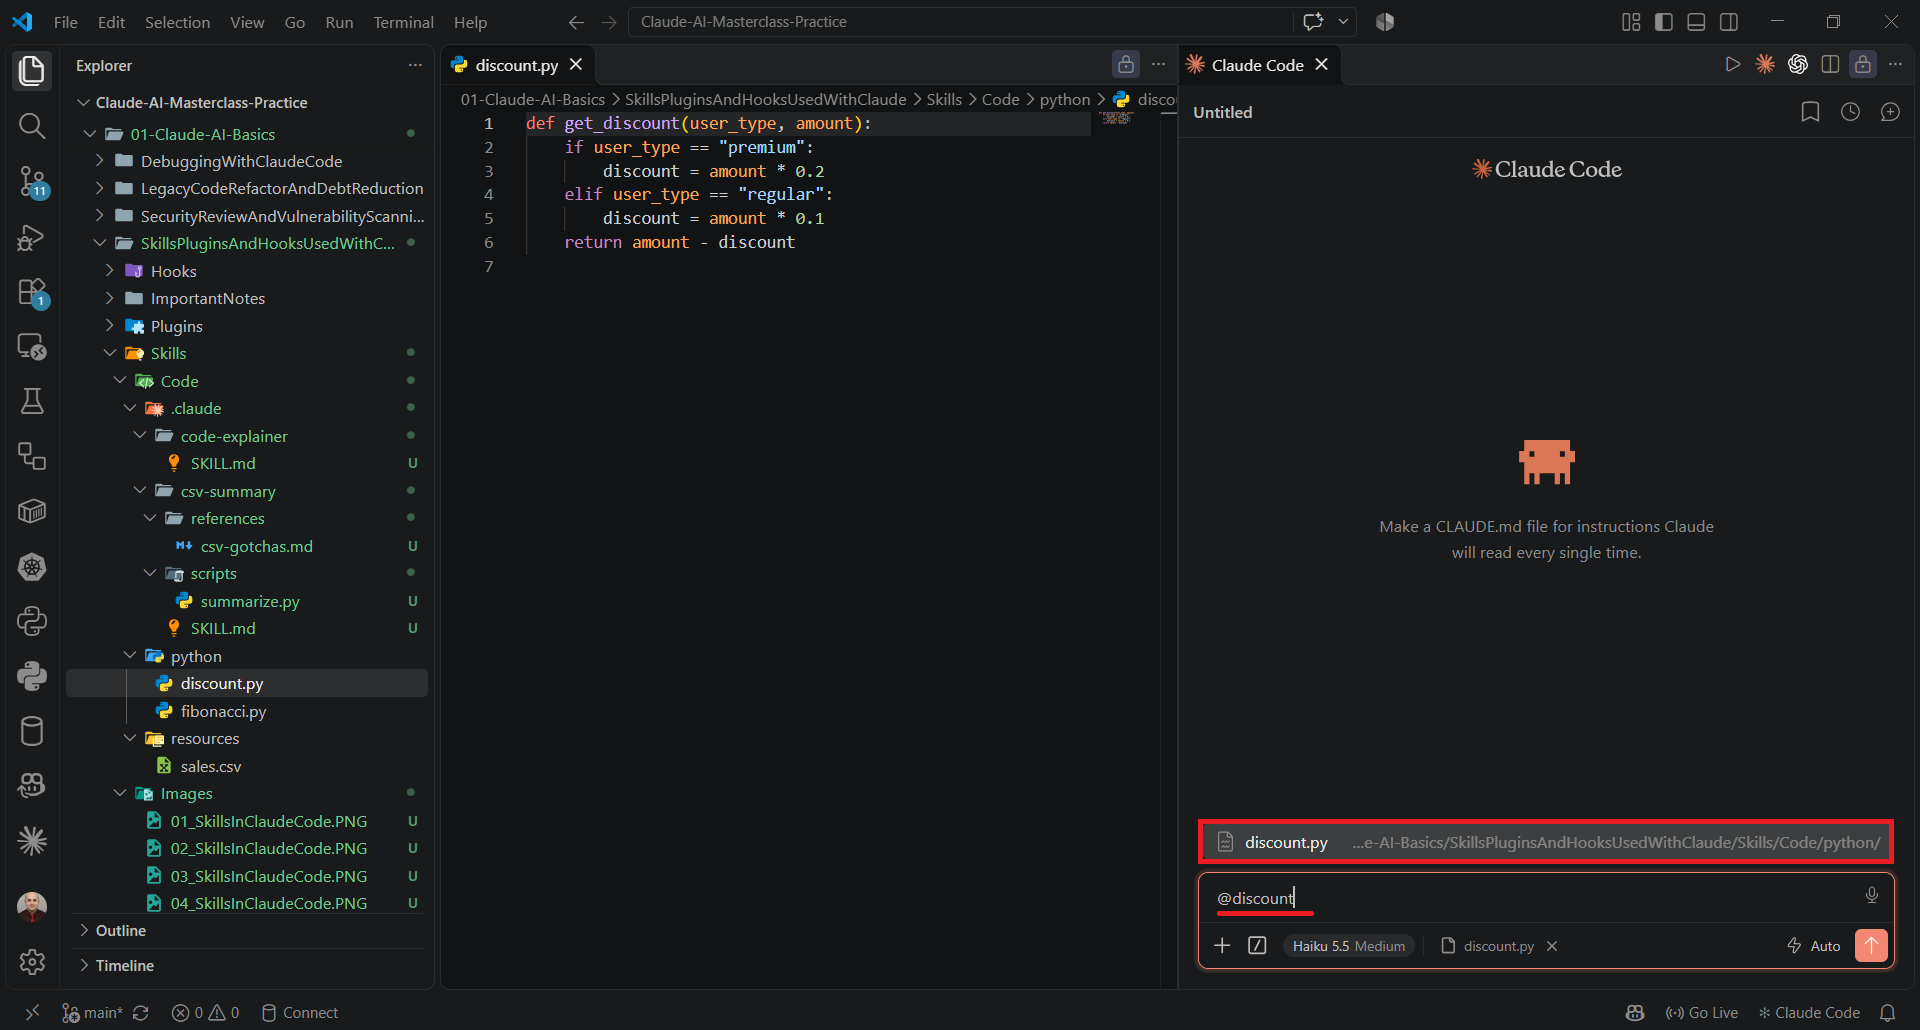 File Edit Selection View Go Run Terminal Help
Claude-AI-Masterclass-Practice
Explorer
Claude-AI-Masterclass-Practice
01-Claude-AI-Basics
DebuggingWithClaudeCode
LegacyCodeRefactorAndDebtReduction
SecurityReviewAndVulnerabilityScanni...
SkillsPluginsAndHooksUsedWithC...
Hooks
ImportantNotes
Plugins
Skills
Code
.claude
code-explainer
SKILL.md U
csv-summary
references
csv-gotchas.md U
scripts
summarize.py U
SKILL.md U
python
discount.py
fibonacci.py
resources
sales.csv
Images
01_SkillsInClaudeCode.PNG U
02_SkillsInClaudeCode.PNG U
03_SkillsInClaudeCode.PNG U
04_SkillsInClaudeCode.PNG U
Outline
Timeline
11
1
discount.py
01-Claude-AI-Basics > SkillsPluginsAndHooksUsedWithClaude > Skills > Code > python > disco
1 def get_discount(user_type, amount):
2 if user_type == "premium":
3 discount = amount * 0.2
4 elif user_type == "regular":
5 discount = amount * 0.1
6 return amount - discount
7
Claude Code
Untitled
Claude Code
Make a CLAUDE.md file for instructions Claude
will read every single time.
discount.py ...e-AI-Basics/SkillsPluginsAndHooksUsedWithClaude/Skills/Code/python/
@discount
Haiku 5.5 Medium discount.py Auto
main* 0 0 Connect Go Live Claude Code